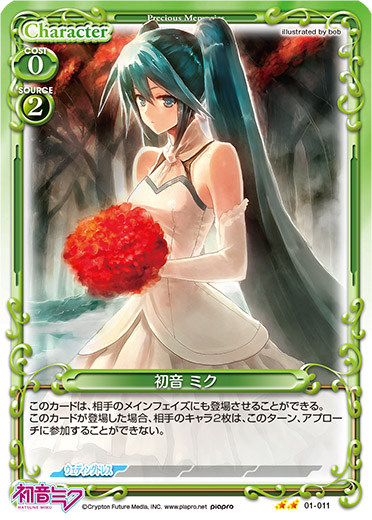 Precious Memories
Character
illustrated by bob
COST
0
SOURCE
2
初音 ミク
このカードは、相手のメインフェイズにも登場させることができる。
このカードが登場した場合、相手のキャラ2枚は、このターン、アプロー
チに参加することができない。
ウェディングドレス
初音ミク
HATSUNE MIKU
©Crypton Future Media, INC. www.piapro.net piapro
01-011